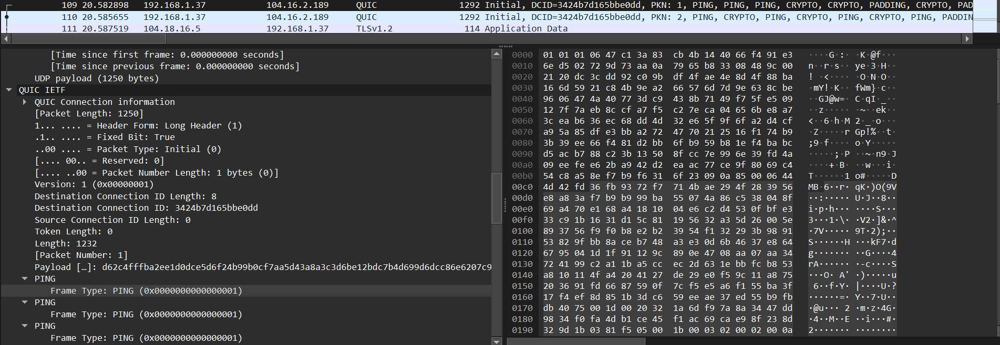 109 20.582898 192.168.1.37 104.16.2.189 QUIC 1292 Initial, DCID=3424b7d165bbe0dd, PKN: 1, PING, PING, PING, CRYPTO, CRYPTO, PADDING, CRYPTO, PAD
110 20.585655 192.168.1.37 104.16.2.189 QUIC 1292 Initial, DCID=3424b7d165bbe0dd, PKN: 2, PING, CRYPTO, PING, CRYPTO, PING, CRYPTO, PING, PADDIN
111 20.587519 104.18.16.5 192.168.1.37 TLSv1.2 114 Application Data
[Time since first frame: 0.000000000 seconds]
[Time since previous frame: 0.000000000 seconds]
UDP payload (1250 bytes)
QUIC IETF
QUIC Connection information
[Packet Length: 1250]
1... .... = Header Form: Long Header (1)
.1.. .... = Fixed Bit: True
..00 .... = Packet Type: Initial (0)
[.... 00.. = Reserved: 0]
[.... ..00 = Packet Number Length: 1 bytes (0)]
Version: 1 (0x00000001)
Destination Connection ID Length: 8
Destination Connection ID: 3424b7d165bbe0dd
Source Connection ID Length: 0
Token Length: 0
Length: 1232
[Packet Number: 1]
Payload […]: d62c4fffba2ee1d0dce5d6f24b99b0cf7aa5d43a8a3c3d6be12bdc7b4d699d6dcc86e6207c9
PING
Frame Type: PING (0x0000000000000001)
PING
Frame Type: PING (0x0000000000000001)
PING
Frame Type: PING (0x0000000000000001)
0000 01 01 01 06 47 c1 3a 83 cb 4b 14 40 66 f4 91 e3 ····G·:· ·K·@f···
0010 6e d5 02 72 9d 73 aa 0a 79 65 b8 33 08 48 9c 00 n··r·s·· ye·3·H··
0020 21 20 dc 3c dd 92 c0 9b df 4f ae 4e 8d 4f 88 ba ! ·<···· ·O·N·O··
0030 16 6d 59 21 c8 4b 9e a2 66 57 6d 7d 9e 63 8c be ·mY!·K·· fWm}·c··
0040 96 06 47 4a 40 77 3d c9 43 8b 71 49 f7 5f e5 09 ··GJ@w=· C·qI·_··
0050 12 7f 7a eb 8c cf a7 f5 c2 7e ca 04 65 6b e8 a7 ··z····· ·~··ek··
0060 3c ea b6 36 ec 68 dd 4d 32 e6 5f 9f 6f a2 d4 cf <··6·h·M 2·_·o···
0070 a9 5a 85 df e3 bb a2 72 47 70 21 25 16 f1 74 b9 ·Z·····r Gp!%··t·
0080 3b 39 ee 66 f4 81 d2 bb 6f b9 59 b8 1e f4 ba bc ;9·f···· o·Y·····
0090 d5 ac b7 88 c2 3b 13 50 8f cc 7e 99 6e 39 fd 4a ·····;·P ··~·n9·J
00a0 09 ee fe e6 2b a9 42 d2 ea ac 77 ce 9f 80 69 c4 ····+·B· ··w···i·
00b0 54 c8 a5 8e f7 b9 f6 31 6f 23 09 0a 85 00 06 44 T······1 o#·····D
00c0 4d 42 fd 36 fb 93 72 f7 71 4b ae 29 4f 28 39 56 MB·6··r· qK·)O(9V
00d0 e8 a8 3a f7 b9 b9 99 ba 55 07 4a 86 c5 38 04 8f ··:····· U·J··8··
00e0 69 a4 70 e1 68 a4 18 10 04 e6 c2 d4 53 0f bf e3 i·p·h··· ····S···
00f0 33 c9 1b 16 31 d5 5c 81 19 56 32 a3 5d 26 00 5e 3···1·\· ·V2·]&·^
0100 89 37 56 f9 f0 b8 e2 b2 39 54 f1 32 29 3b 98 91 ·7V····· 9T·2);··
0110 53 82 9f bb 8a ce b7 48 a3 e3 0d 6b 46 37 e8 64 S······H ···kF7·d
0120 67 95 04 1d 1f 91 12 9c 89 0e 47 08 aa 07 aa 34 g······· ··G····4
0130 72 41 99 c2 a1 1b a5 cc ec 2d 63 1e bb fc b8 53 rA······ ·-c····S
0140 a8 10 11 4f a4 20 41 27 de 29 e0 f5 9c 11 a8 75 ···O· A' ·)·····u
0150 20 36 91 fd 66 87 59 0f 7c f5 e5 a6 f1 55 ba 3f 6··f·Y· |····U·?
0160 17 f4 ef 8d 85 1b 3d c6 59 ee ae 37 ed 55 b9 fb ······=· Y··7·U··
0170 db 40 75 00 1d 00 20 32 1a 6d f9 7a 8a 34 47 dd ·@u··· 2 ·m·z·4G·
0180 98 34 f0 fa 4d b1 ce 45 f1 ac 69 ca e9 8f 23 8d ·4··M··E ··i···#·
0190 32 9d 1b 03 81 f5 05 00 1b 00 03 02 00 02 00 0a 2······· ········